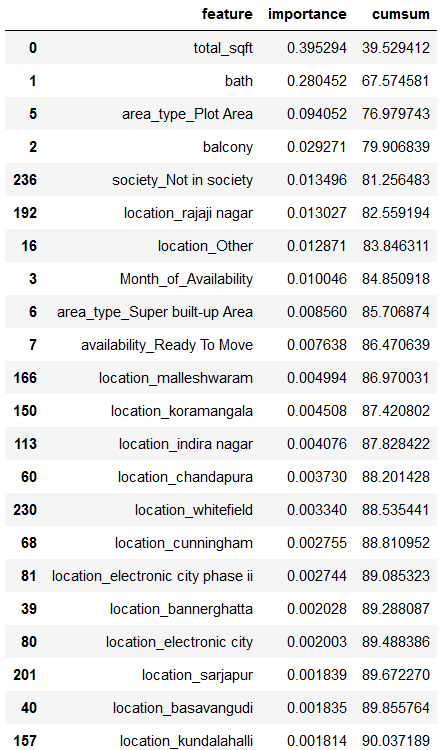 feature importance cumsum
0 total_sqft 0.395294 39.529412
1 bath 0.280452 67.574581
5 area_type_Plot Area 0.094052 76.979743
2 balcony 0.029271 79.906839
236 society_Not in society 0.013496 81.256483
192 location_rajaji nagar 0.013027 82.559194
16 location_Other 0.012871 83.846311
3 Month_of_Availability 0.010046 84.850918
6 area_type_Super built-up Area 0.008560 85.706874
7 availability_Ready To Move 0.007638 86.470639
166 location_malleshwaram 0.004994 86.970031
150 location_koramangala 0.004508 87.420802
113 location_indira nagar 0.004076 87.828422
60 location_chandapura 0.003730 88.201428
230 location_whitefield 0.003340 88.535441
68 location_cunningham 0.002755 88.810952
81 location_electronic city phase ii 0.002744 89.085323
39 location_bannerghatta 0.002028 89.288087
80 location_electronic city 0.002003 89.488386
201 location_sarjapur 0.001839 89.672270
40 location_basavangudi 0.001835 89.855764
157 location_kundalahalli 0.001814 90.037189